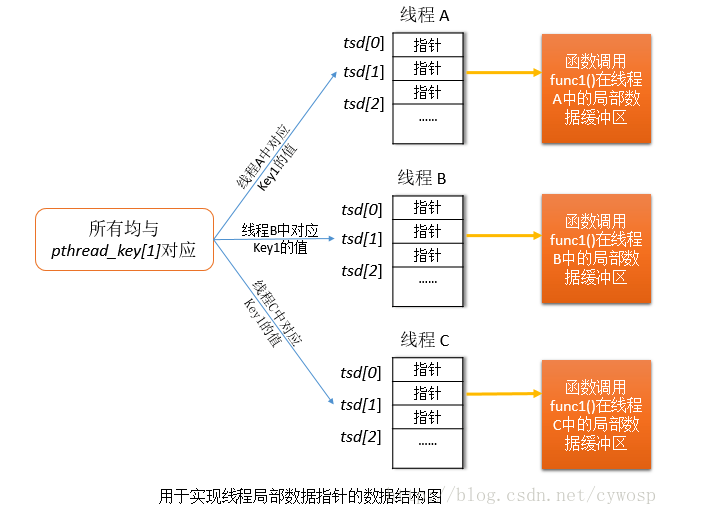 线程 A
tsd[0]
tsd[1]
tsd[2]
指针
指针
指针
......
函数调用
func1()在线程
A中的局部数
据缓冲区
线程A中对应
Key1的值
线程 B
tsd[0]
tsd[1]
tsd[2]
指针
指针
指针
......
函数调用
func1()在线程
B中的局部数
据缓冲区
所有均与
pthread_key[1]对应
线程B中对应
Key1的值
线程C中对应
Key1的值
线程 C
tsd[0]
tsd[1]
tsd[2]
指针
指针
指针
......
函数调用
func1()在线程
C中的局部数
据缓冲区
用于实现线程局部数据指针的数据结构图
//blog.csdn.net/cywosp